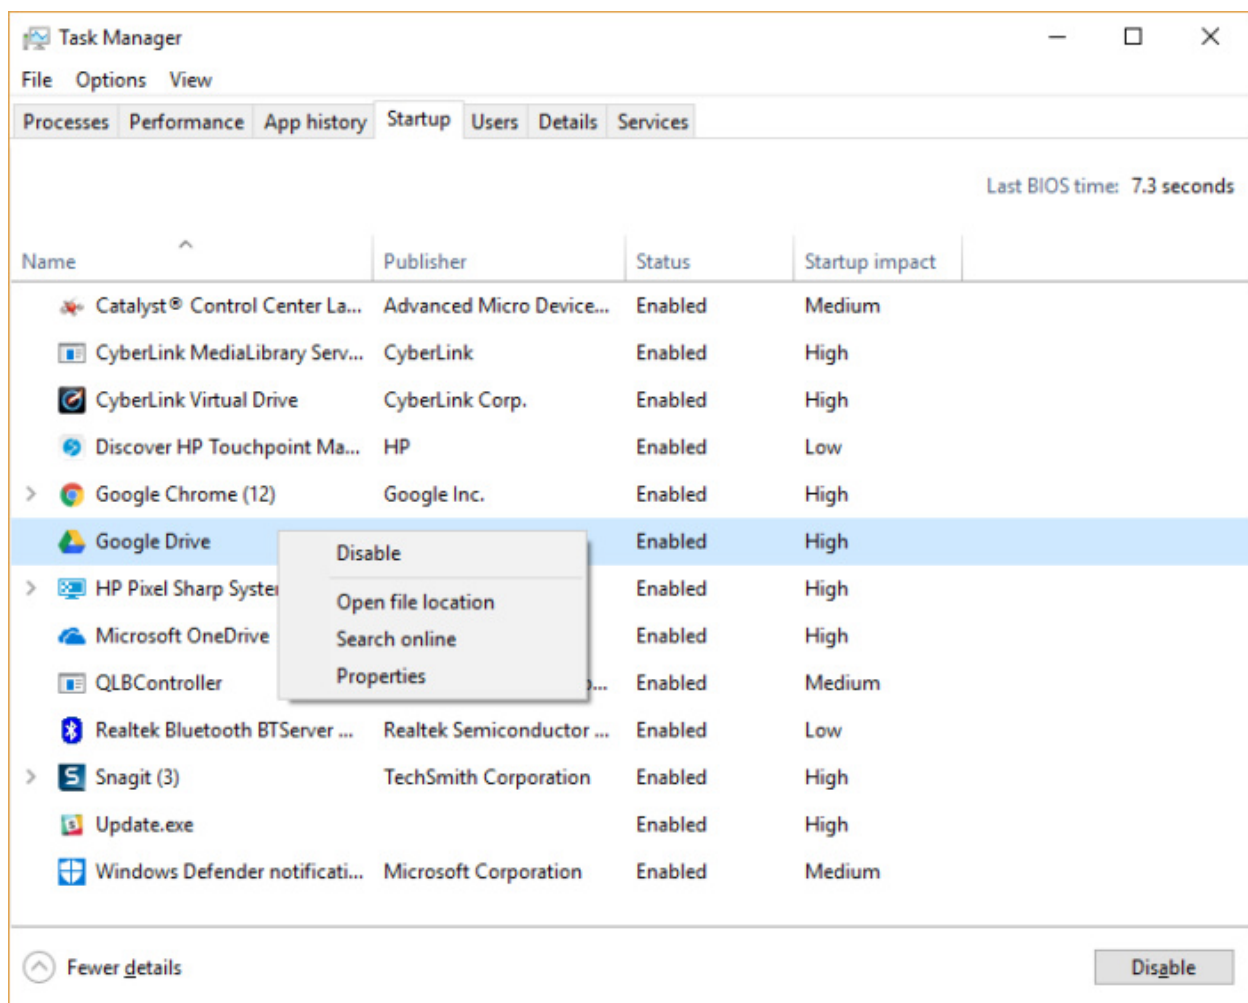 Task Manager
File Options View
Processes Performance App history Startup Users Details Services
Last BIOS time: 7.3 seconds
Name Publisher Status Startup impact
Catalyst® Control Center La... Advanced Micro Device... Enabled Medium
CyberLink MediaLibrary Serv... CyberLink Enabled High
CyberLink Virtual Drive CyberLink Corp. Enabled High
Discover HP Touchpoint Ma... HP Enabled Low
Google Chrome (12) Google Inc. Enabled High
Google Drive Enabled High
Disable
HP Pixel Sharp Syste Enabled High
Open file location
Microsoft OneDrive Enabled High
Search online
QLBController ... Enabled Medium
Properties
Realtek Bluetooth BTServer ... Realtek Semiconductor ... Enabled Low
Snagit (3) TechSmith Corporation Enabled High
Update.exe Enabled High
Windows Defender notificati... Microsoft Corporation Enabled Medium
Fewer details Disable